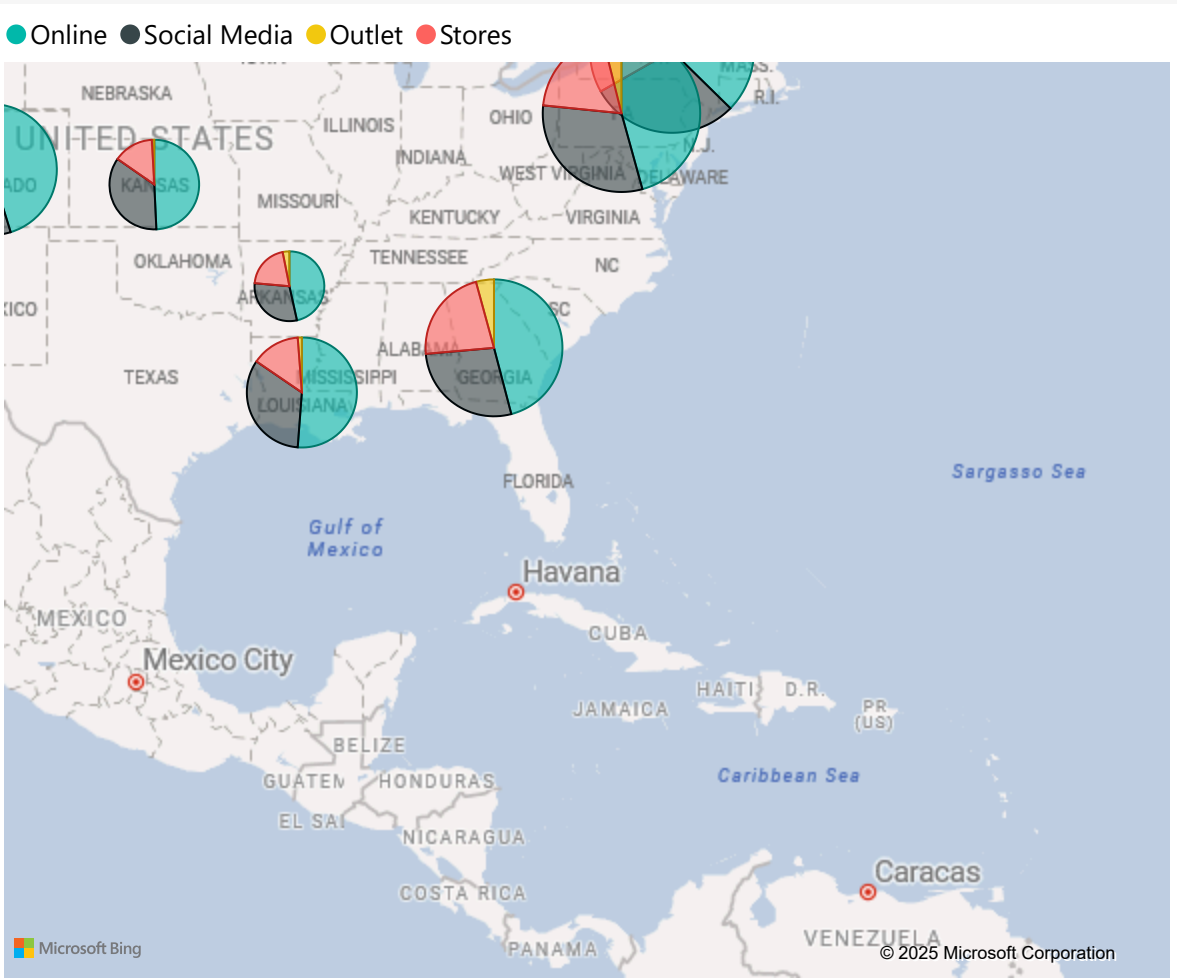 Online Social Media Outlet Stores
MASS.
NEBRASKA
R.I.
OHIO
ILLINOIS
UNITED STATES
N.J.
INDIANA
WEST VIRGINIA
DELAWARE
ADO
KANSAS
MISSOURI
KENTUCKY
VIRGINIA
OKLAHOMA
TENNESSEE
NC
ARKANSAS
XICO
SC
ALABAMA
TEXAS
MISSISSIPPI
GEORGIA
LOUISIANA
Sargasso Sea
FLORIDA
Gulf of
Mexico
Havana
MEXICO
CUBA
Mexico City
HAITI
D.R.
JAMAICA
PR
(US)
BELIZE
Caribbean Sea
GUATEM
HONDURAS
EL SAL
NICARAGUA
Caracas
COSTA RICA
VENEZUELA
Microsoft Bing
PANAMA
© 2025 Microsoft Corporation